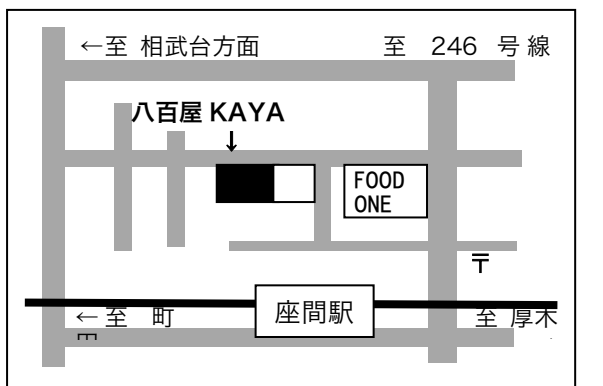 ←至 相武台方面
至 246 号線
八百屋 KAYA
↓
FOOD
ONE
〒
座間駅
←至 町
至 厚木